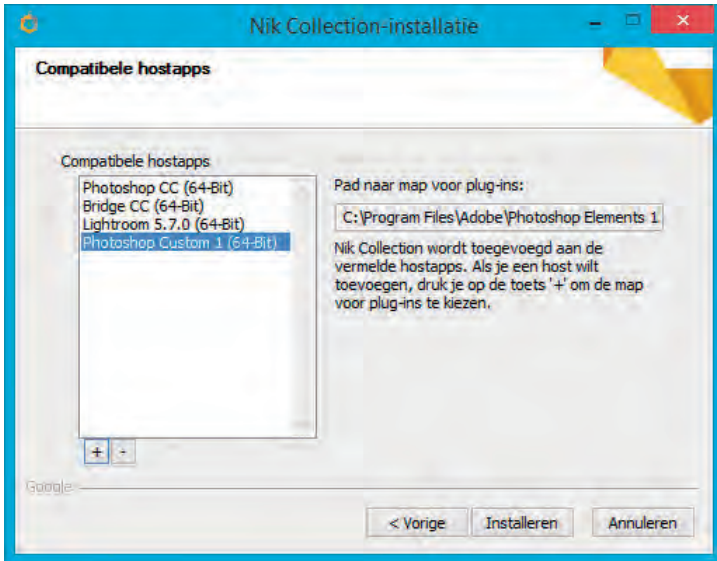 Nik Collection-installatie
Compatibele hostapps
Compatibele hostapps
Photoshop CC (64-Bit)
Bridge CC (64-Bit)
Lightroom 5.7.0 (64-Bit)
Photoshop Custom 1 (64-Bit)
+ -
Pad naar map voor plug-ins:
C:\Program Files\Adobe\Photoshop Elements 1
Nik Collection wordt toegevoegd aan de
vermelde hostapps. Als je een host wilt
toevoegen, druk je op de toets '+' om de map
voor plug-ins te kiezen.
Google
< Vorige Installeren Annuleren